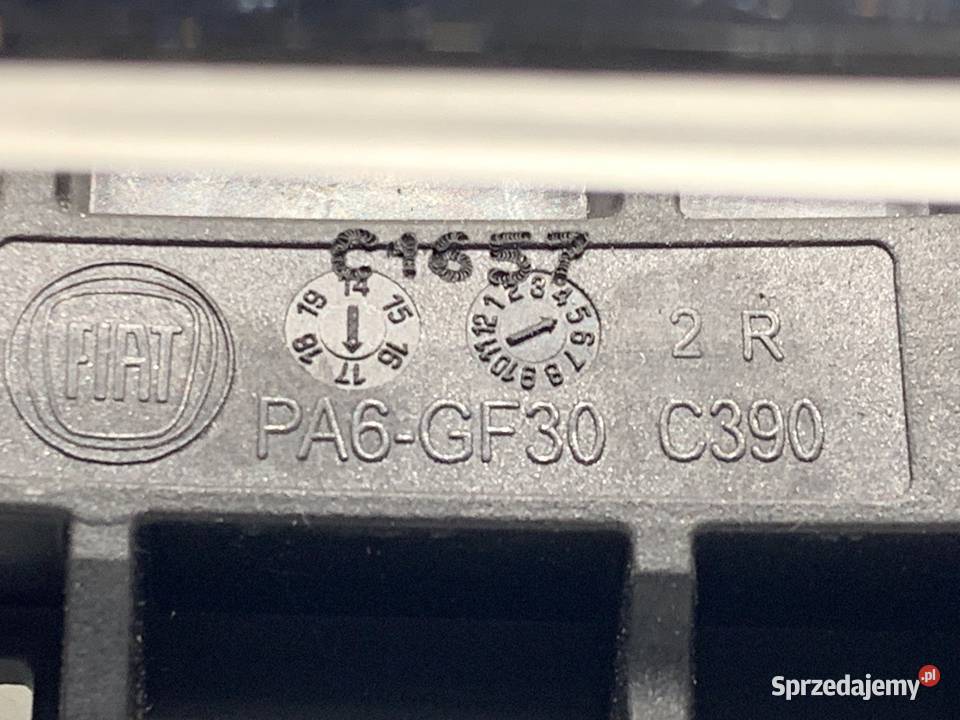 C1657
14 15 16 17 18 19
1 2 3 4 5 6 7 8 9 10 11 12
2 R
FIAT
PA6-GF30 C390
Sprzedajemy.pl